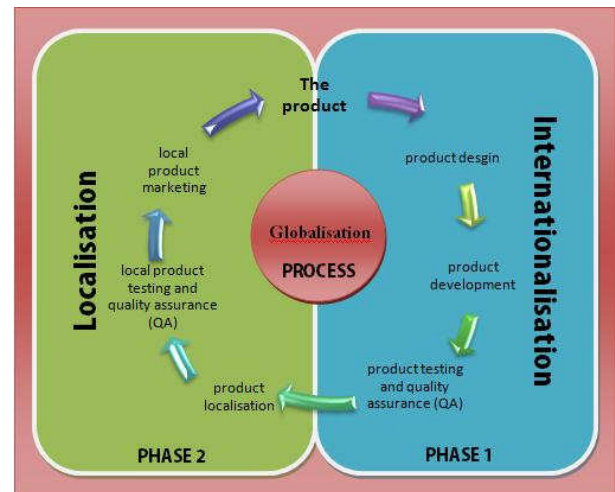 The
product
product desgin
product
development
product testing
and quality
assurance (QA)
product
localisation
local product
testing and
quality assurance
(QA)
local
product
marketing
Globalisation
PROCESS
Internationalisation
Localisation
PHASE 2
PHASE 1